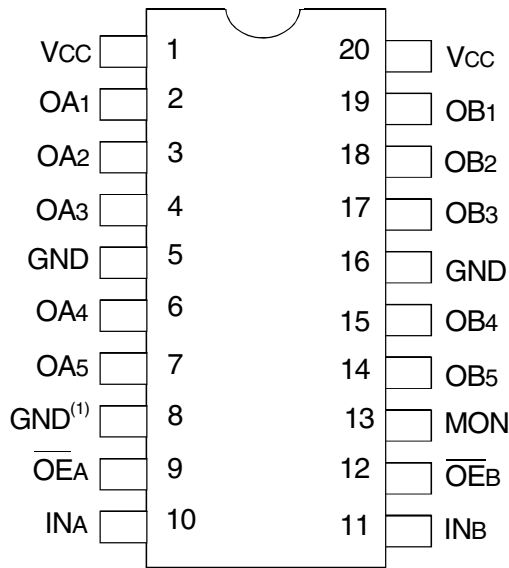 VCC 1 20 VCC
OA1 2 19 OB1
OA2 3 18 OB2
OA3 4 17 OB3
GND 5 16 GND
OA4 6 15 OB4
OA5 7 14 OB5
GND(1) 8 13 MON
O̅E̅A 9 12 O̅E̅B
INA 10 11 INB